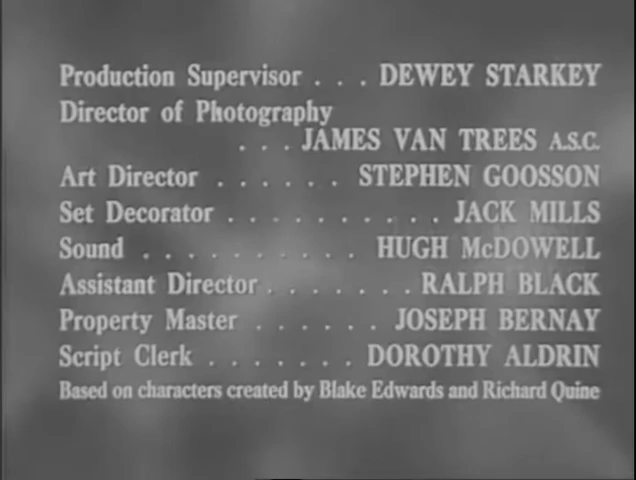 Production Supervisor . . . DEWEY STARKEY
Director of Photography
. . . JAMES VAN TREES A.S.C.
Art Director . . . . . . STEPHEN GOOSSON
Set Decorator . . . . . . . . . . JACK MILLS
Sound . . . . . . . . . . HUGH McDOWELL
Assistant Director . . . . . . . RALPH BLACK
Property Master . . . . . . JOSEPH BERNAY
Script Clerk . . . . . . . DOROTHY ALDRIN
Based on characters created by Blake Edwards and Richard Quine